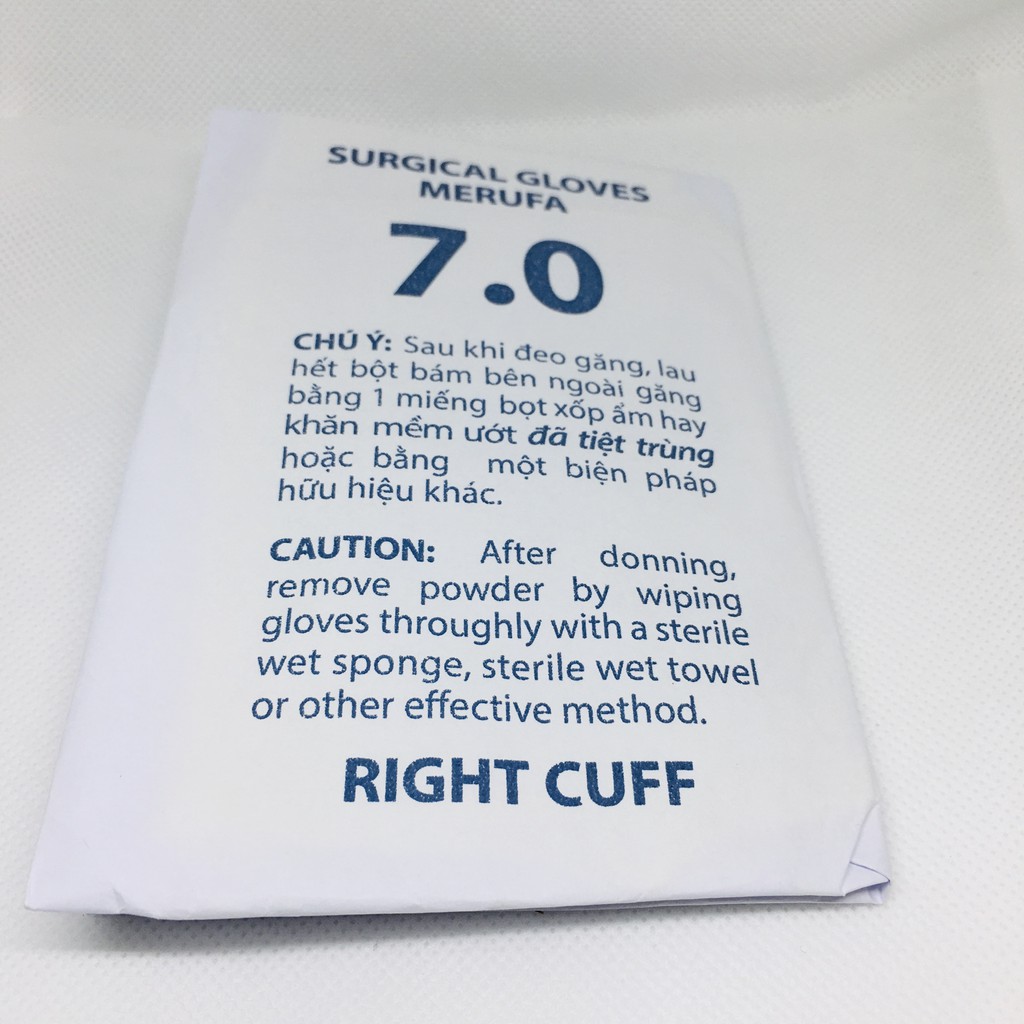 SURGICAL GLOVES
MERUFA
7.0
CHÚ Ý: Sau khi đeo găng, lau
hết bột bám bên ngoài găng
bằng 1 miếng bọt xốp ẩm hay
khăn mềm ướt đã tiệt trùng
hoặc bằng một biện pháp
hữu hiệu khác.
CAUTION: After donning,
remove powder by wiping
gloves throughly with a sterile
wet sponge, sterile wet towel
or other effective method.
RIGHT CUFF